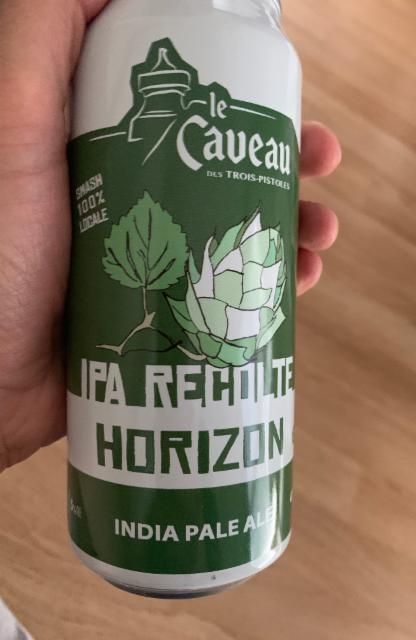 le
Caveau
DES TROIS-PISTOLES
SMASH
100%
LOCALE
IPA RECOLTE
HORIZON
INDIA PALE ALE